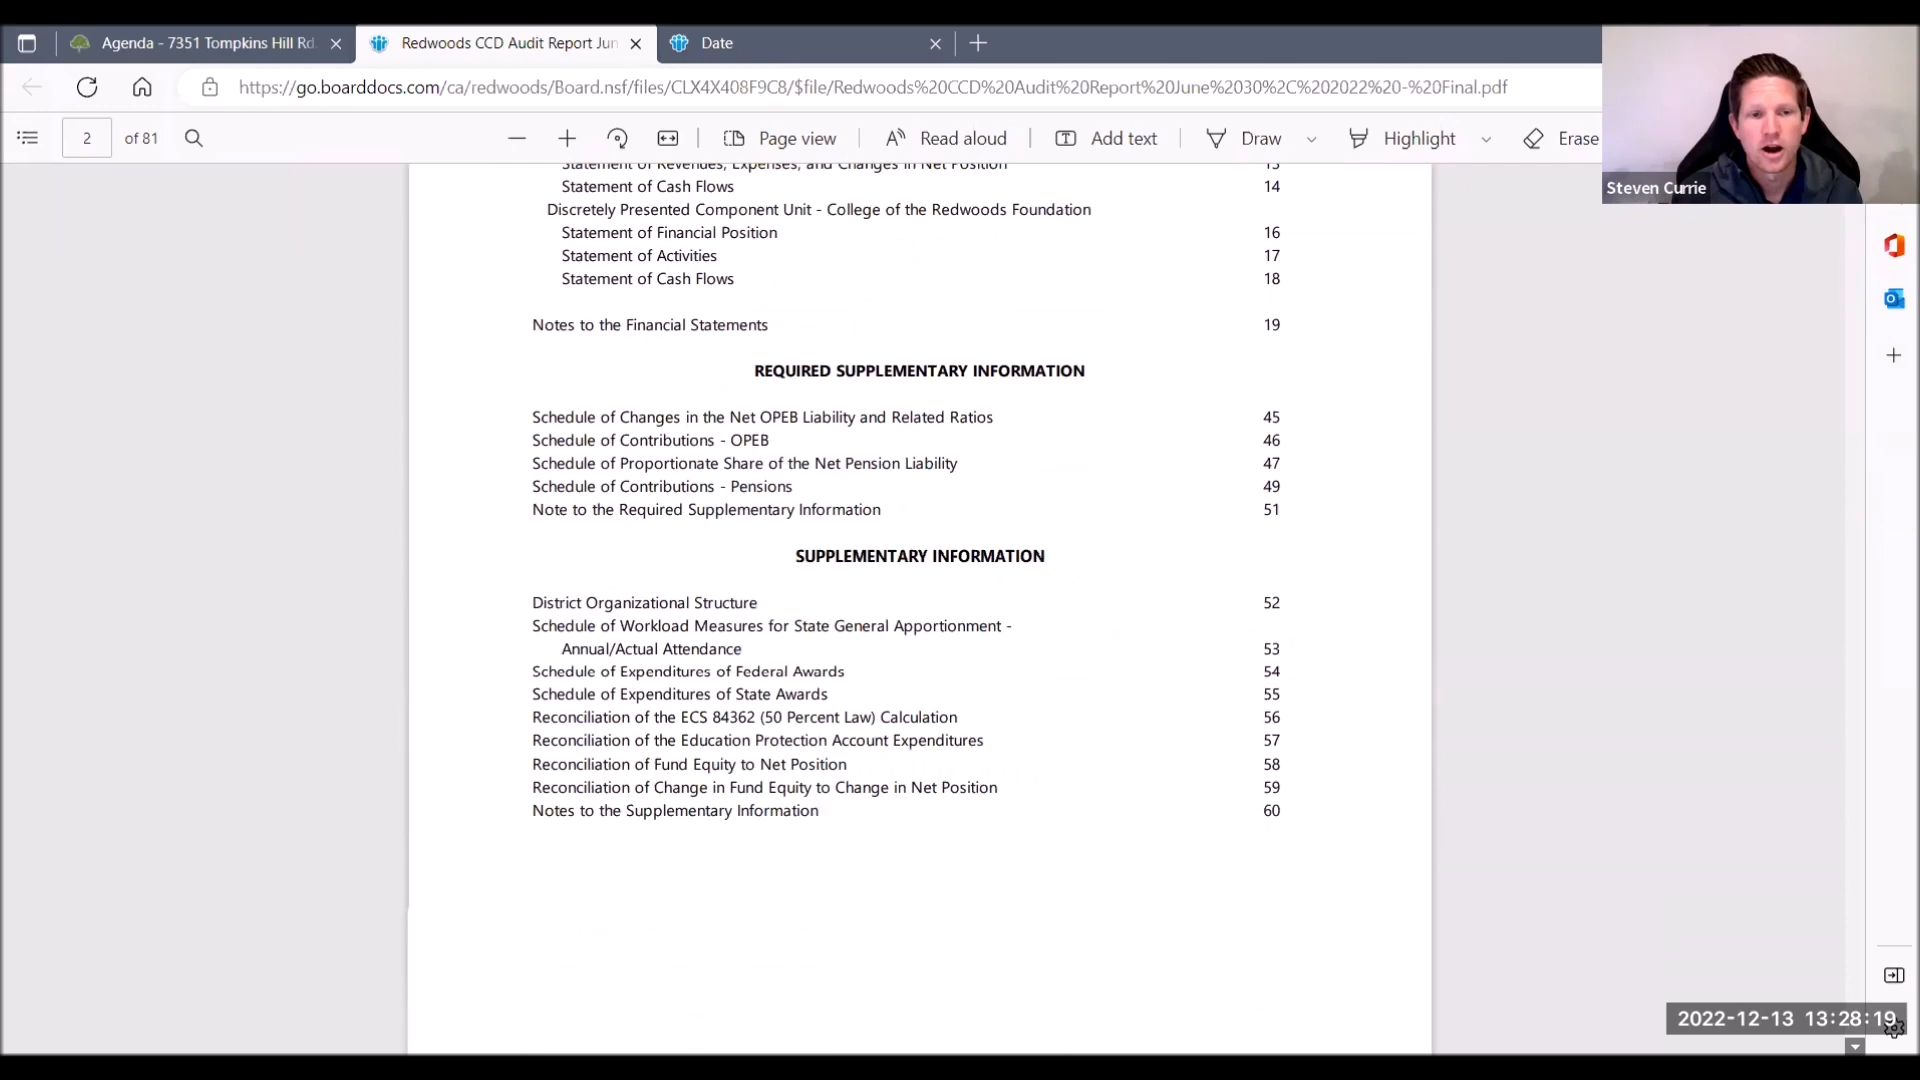 Agenda - 7351 Tompkins Hill Rd.
Redwoods CCD Audit Report Jun
Date
https://go.boarddocs.com/ca/redwoods/Board.nsf/files/CLX4X408F9C8/$file/Redwoods%20CCD%20Audit%20Report%20June%2030%2C%202022%20-%20Final.pdf
2 of 81
Page view
Read aloud
Add text
Draw
Highlight
Erase
Steven Currie
Statement of Revenues, Expenses, and Changes in Net Position 13
Statement of Cash Flows 14
Discretely Presented Component Unit - College of the Redwoods Foundation
Statement of Financial Position 16
Statement of Activities 17
Statement of Cash Flows 18
Notes to the Financial Statements 19
REQUIRED SUPPLEMENTARY INFORMATION
Schedule of Changes in the Net OPEB Liability and Related Ratios 45
Schedule of Contributions - OPEB 46
Schedule of Proportionate Share of the Net Pension Liability 47
Schedule of Contributions - Pensions 49
Note to the Required Supplementary Information 51
SUPPLEMENTARY INFORMATION
District Organizational Structure 52
Schedule of Workload Measures for State General Apportionment -
Annual/Actual Attendance 53
Schedule of Expenditures of Federal Awards 54
Schedule of Expenditures of State Awards 55
Reconciliation of the ECS 84362 (50 Percent Law) Calculation 56
Reconciliation of the Education Protection Account Expenditures 57
Reconciliation of Fund Equity to Net Position 58
Reconciliation of Change in Fund Equity to Change in Net Position 59
Notes to the Supplementary Information 60
2022-12-13 13:28:19